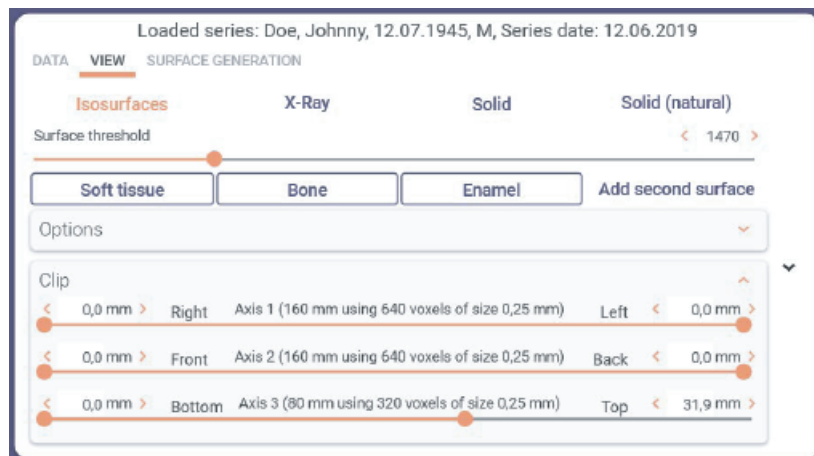 Loaded series: Doe, Johnny, 12.07.1945, M, Series date: 12.06.2019
DATA VIEW SURFACE GENERATION
Isosurfaces X-Ray Solid Solid (natural)
Surface threshold < 1470 >
Soft tissue Bone Enamel Add second surface
Options
Clip
< 0,0 mm > Right Axis 1 (160 mm using 640 voxels of size 0,25 mm) Left < 0,0 mm >
< 0,0 mm > Front Axis 2 (160 mm using 640 voxels of size 0,25 mm) Back < 0,0 mm >
< 0,0 mm > Bottom Axis 3 (80 mm using 320 voxels of size 0,25 mm) Top < 31,9 mm >